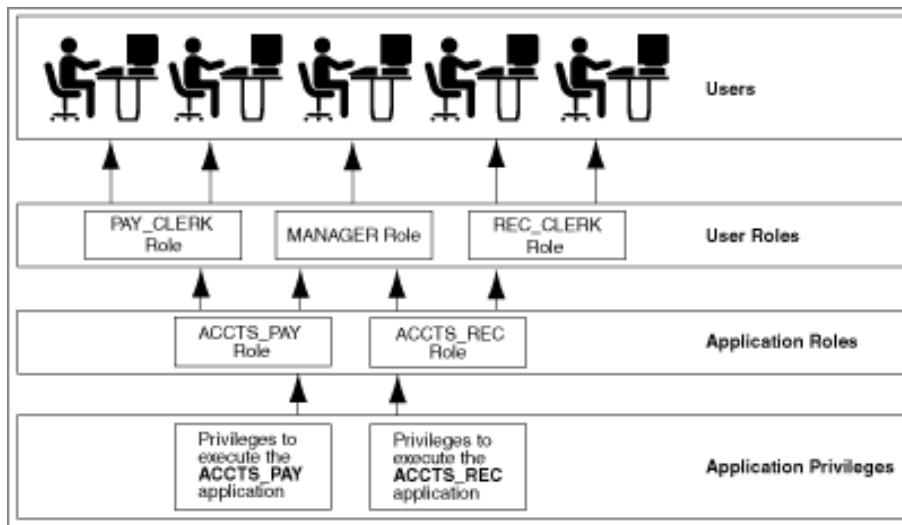 Users
PAY_CLERK
Role
MANAGER Role
REC_CLERK
Role
User Roles
ACCTS_PAY
Role
ACCTS_REC
Role
Application Roles
Privileges to
execute the
ACCTS_PAY
application
Privileges to
execute the
ACCTS_REC
application
Application Privileges